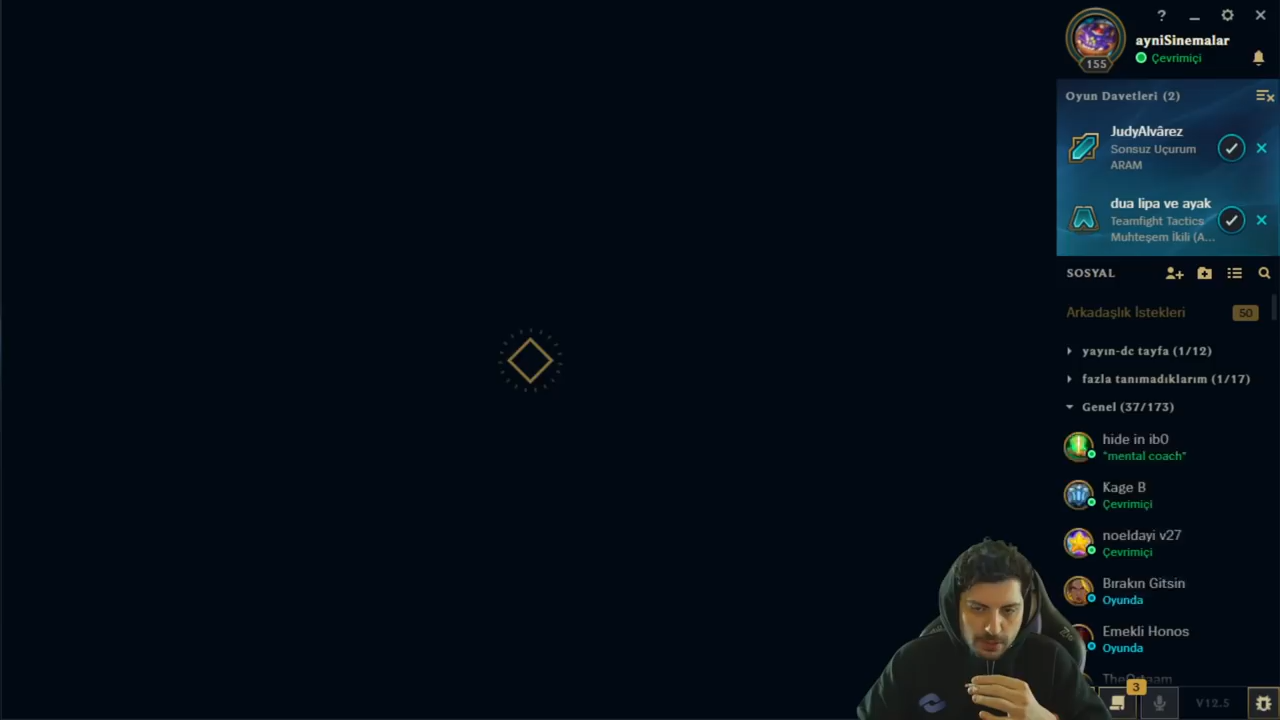 ?
ayniSinemalar
155
Çevrimiçi
Oyun Davetleri (2)
JudyAlvârez
Sonsuz Uçurum
ARAM
dua lipa ve ayak
Teamfight Tactics
Muhteşem İkili (A...
SOSYAL
Arkadaşlık İstekleri
50
yayın-dc tayfa (1/12)
fazla tanımadıklarım (1/17)
Genel (37/173)
hide in ib0
"mental coach"
Kage B
Çevrimiçi
noeldayi v27
Çevrimiçi
Bırakın Gitsin
Oyunda
Emekli Honos
Oyunda
3
V12.5